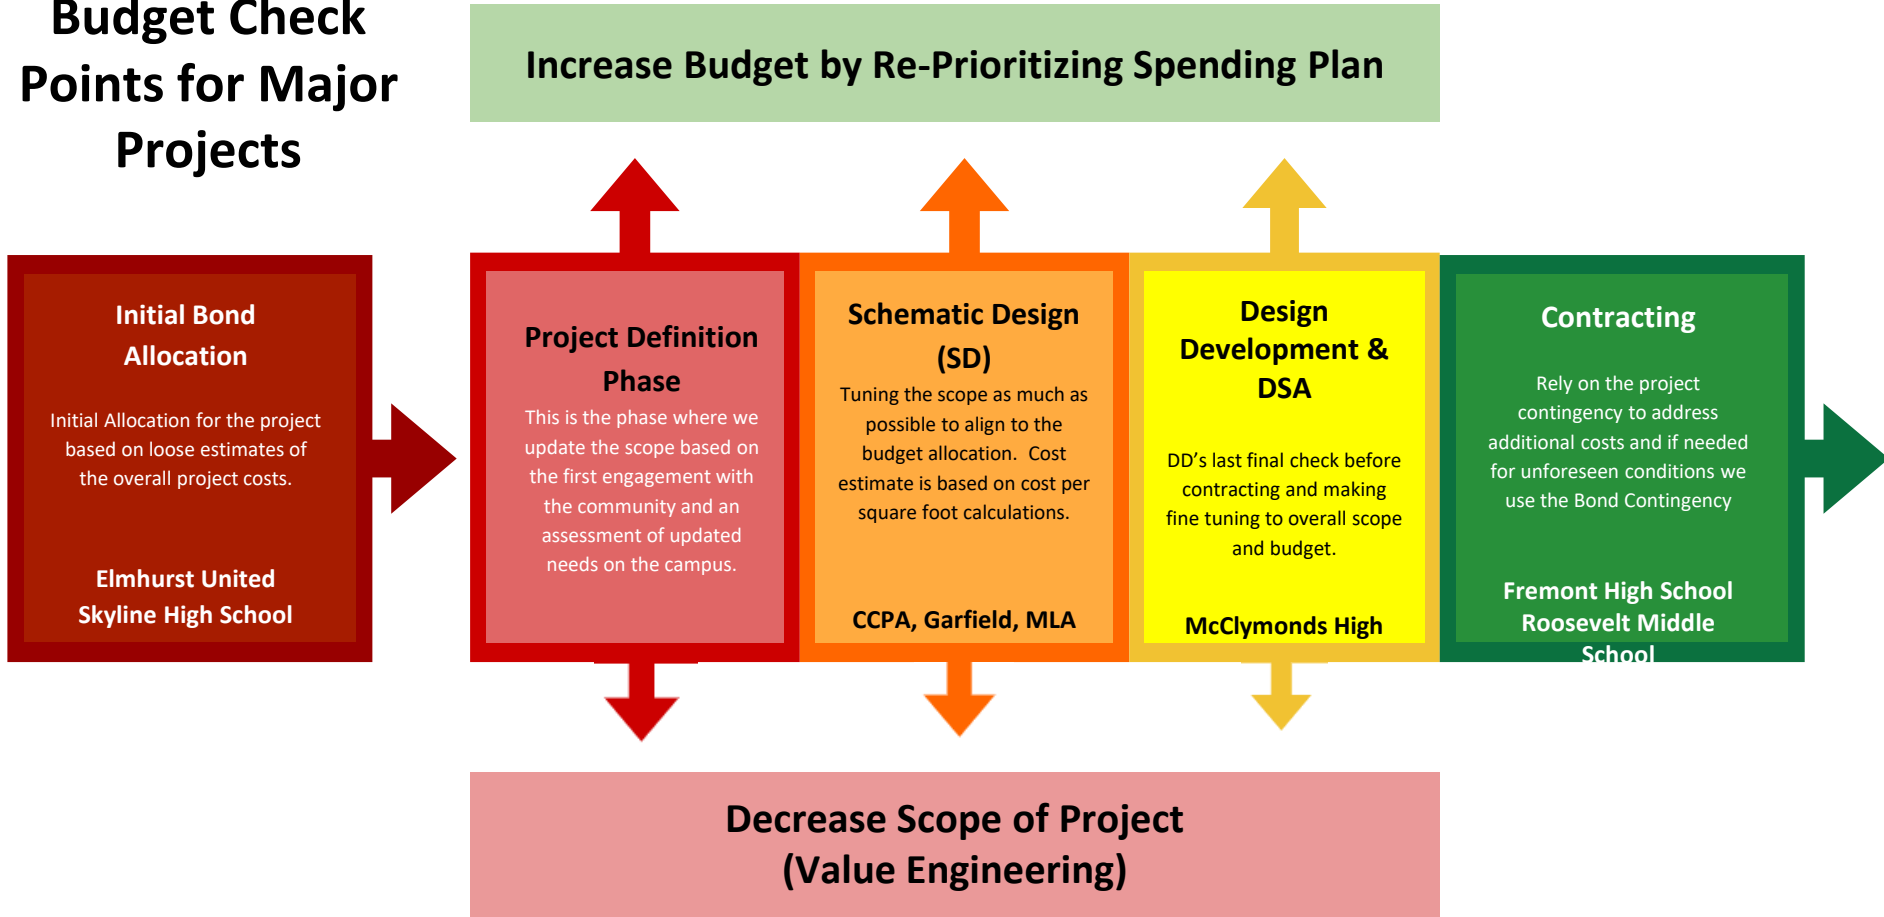 Budget Check
Points for Major
Projects
Increase Budget by Re-Prioritizing Spending Plan
Initial Bond
Allocation
Initial Allocation for the project
based on loose estimates of
the overall project costs.
Elmhurst United
Skyline High School
Project Definition
Phase
This is the phase where we
update the scope based on
the first engagement with
the community and an
assessment of updated
needs on the campus.
Schematic Design
(SD)
Tuning the scope as much as
possible to align to the
budget allocation.  Cost
estimate is based on cost per
square foot calculations.
CCPA, Garfield, MLA
Design
Development &
DSA
DD’s last final check before
contracting and making
fine tuning to overall scope
and budget.
McClymonds High
Contracting
Rely on the project
contingency to address
additional costs and if needed
for unforeseen conditions we
use the Bond Contingency
Fremont High School
Roosevelt Middle
School
Decrease Scope of Project
(Value Engineering)